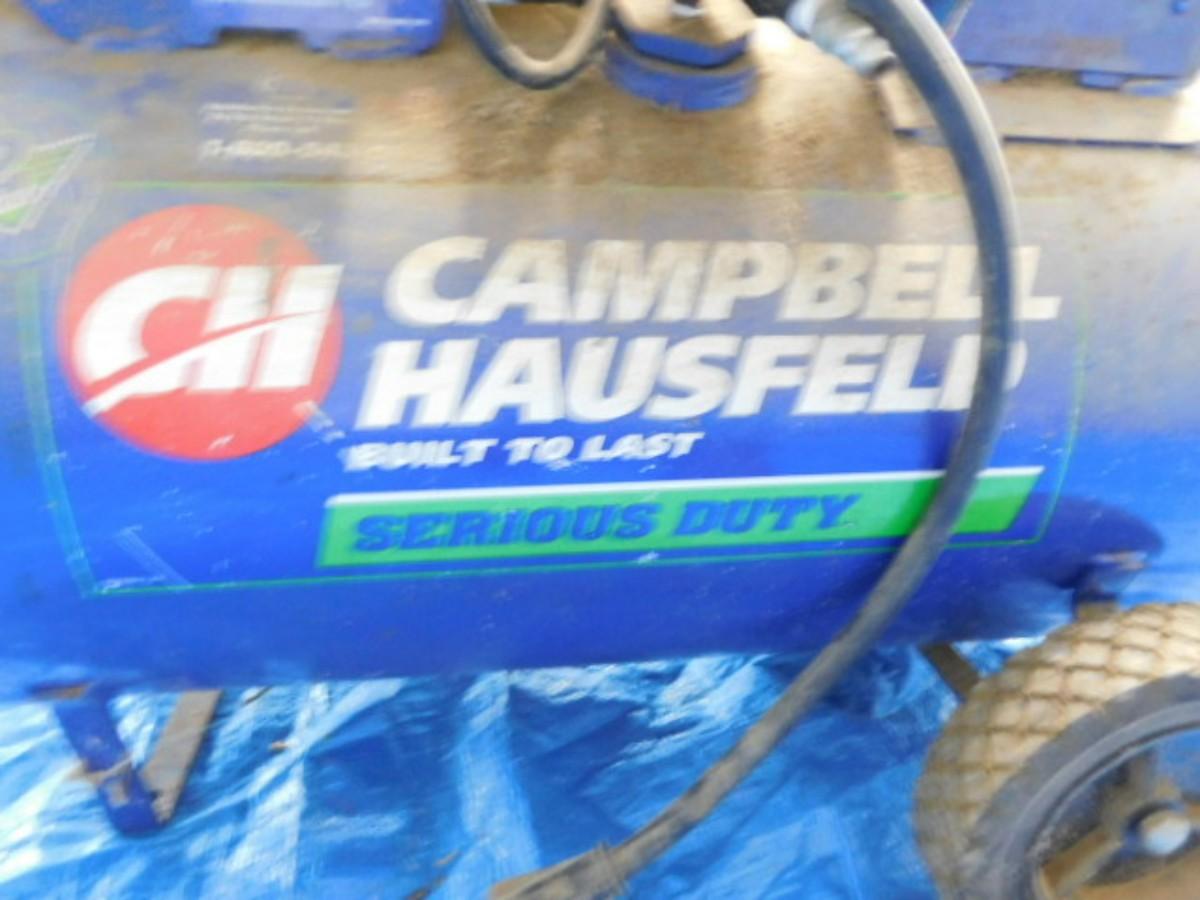 CH
CAMPBELL
HAUSFELD
BUILT TO LAST
SERIOUS DUTY